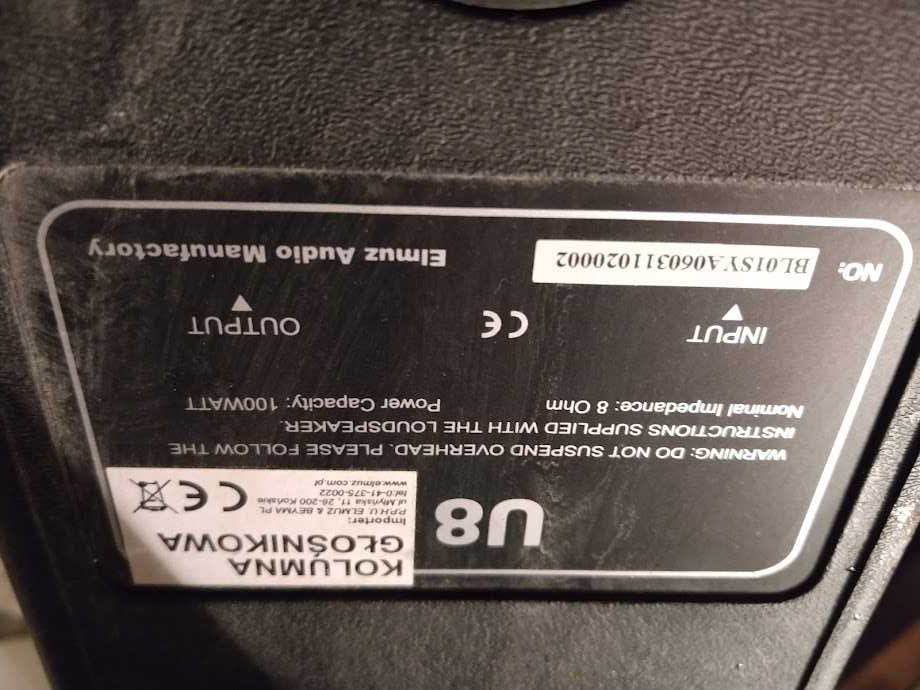 U8
KOLUMNA
GŁOŚNIKOWA
Importer:
P.P.H.U. ELMUZ & BEYMA PL
ul.Młyńska 11, 26-200 Końskie
tel:0-41-375-0022
www.elmuz.com.pl
CE
WARNING: DO NOT SUSPEND OVERHEAD. PLEASE FOLLOW THE
INSTRUCTIONS SUPPLIED WITH THE LOUDSPEAKER.
Nominal Impedance: 8 Ohm Power Capacity: 100WATT
INPUT CE OUTPUT
NO: BL01SYA0603111020002 Elmuz Audio Manufactory